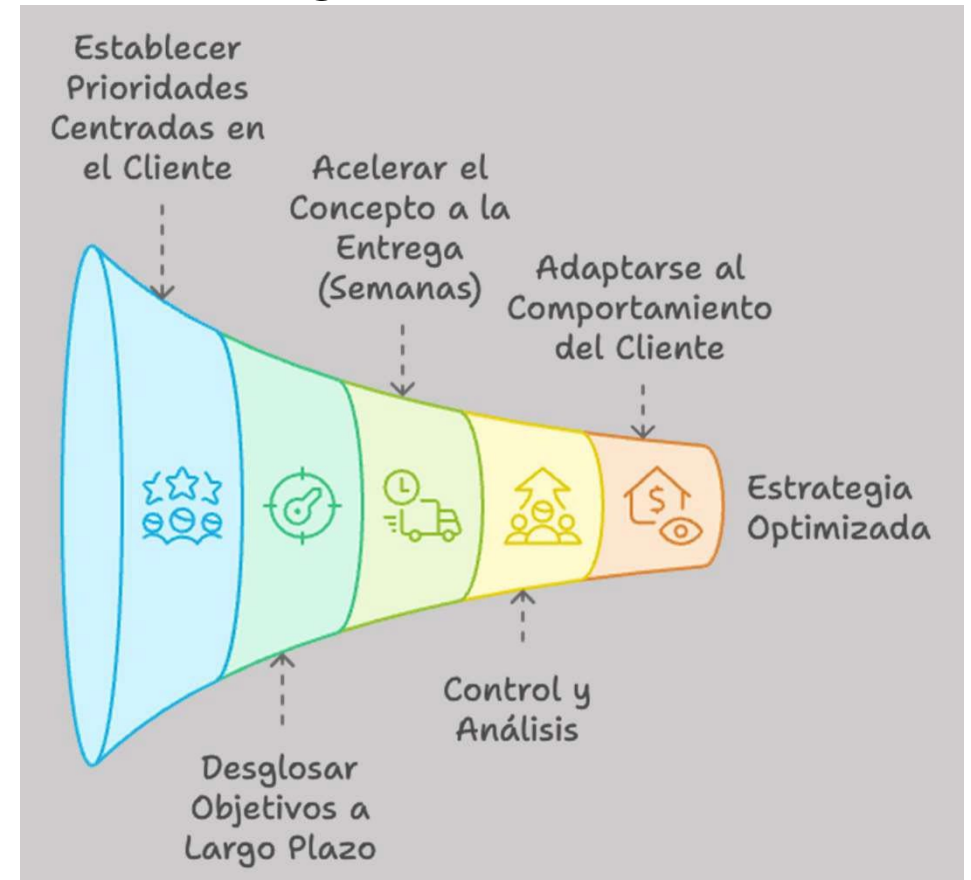 Establecer
Prioridades
Centradas en
el Cliente
Acelerar el
Concepto a la
Entrega
(Semanas)
Adaptarse al
Comportamiento
del Cliente
Estrategia
Optimizada
Control y
Análisis
Desglosar
Objetivos a
Largo Plazo